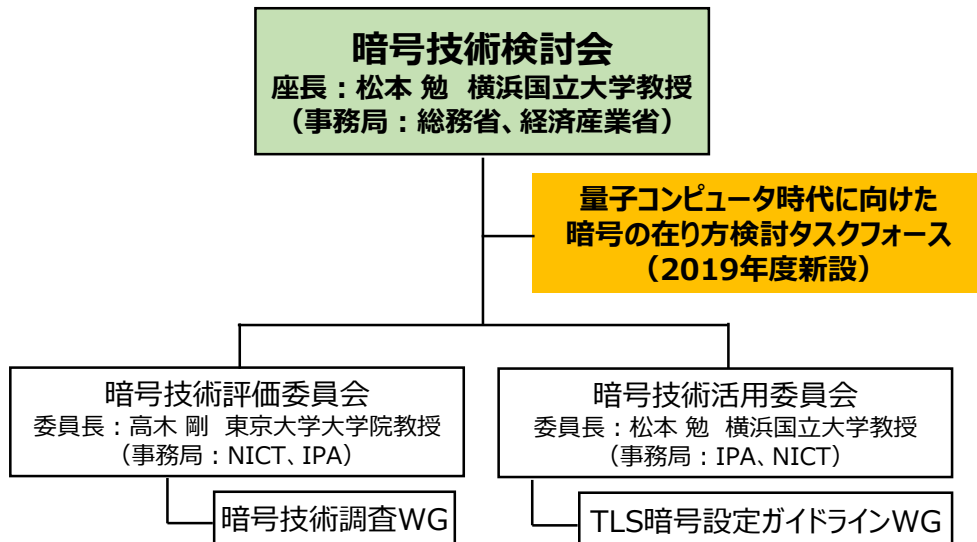 暗号技術検討会
座長：松本 勉 横浜国立大学教授
（事務局：総務省、経済産業省）
量子コンピュータ時代に向けた
暗号の在り方検討タスクフォース
（2019年度新設）
暗号技術評価委員会
委員長：高木 剛 東京大学大学院教授
（事務局：NICT、IPA）
暗号技術調査WG
暗号技術活用委員会
委員長：松本 勉 横浜国立大学教授
（事務局：IPA、NICT）
TLS暗号設定ガイドラインWG